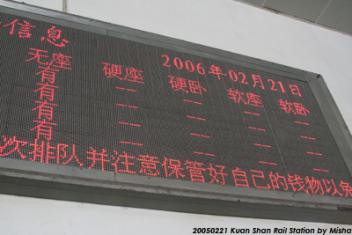 信息
2006年02月21日
无座 硬座 硬卧 软座 软卧
有 -- -- -- --
有 -- -- -- --
有 -- -- -- --
有 -- -- -- --
次排队并注意保管好自己的钱物以免
20050221 Kuan Shan Rail Station by Misha